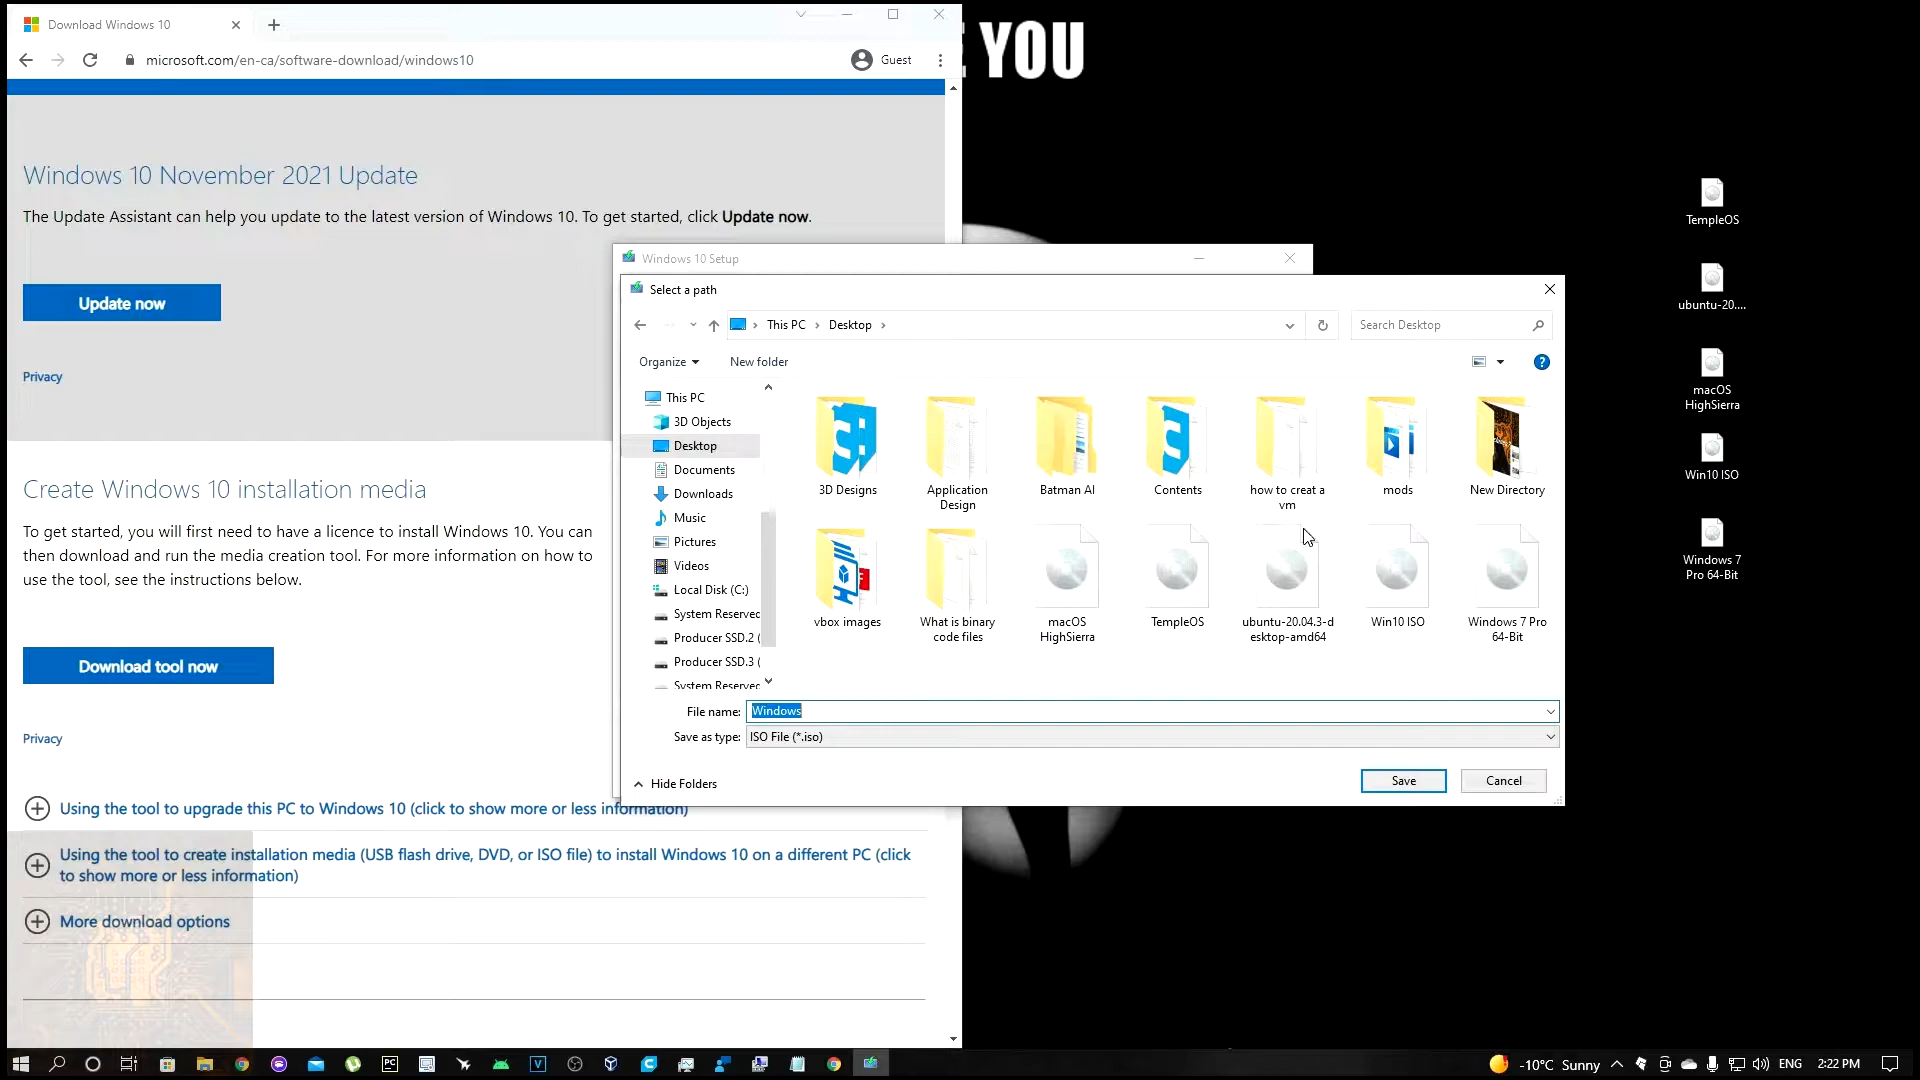 Download Windows 10
microsoft.com/en-ca/software-download/windows10
Guest
YOU
Windows 10 November 2021 Update
The Update Assistant can help you update to the latest version of Windows 10. To get started, click Update now.
Update now
Privacy
Create Windows 10 installation media
To get started, you will first need to have a licence to install Windows 10. You can
then download and run the media creation tool. For more information on how to
use the tool, see the instructions below.
Download tool now
Privacy
Using the tool to upgrade this PC to Windows 10 (click to show more or less information)
Using the tool to create installation media (USB flash drive, DVD, or ISO file) to install Windows 10 on a different PC (click
to show more or less information)
More download options
Windows 10 Setup
Select a path
This PC
Desktop
Search Desktop
Organize
New folder
This PC
3D Objects
Desktop
Documents
Downloads
Music
Pictures
Videos
Local Disk (C:)
System Reserved
Producer SSD.2 (
Producer SSD.3 (
System Reserved
3D Designs
Application
Design
Batman AI
Contents
how to creat a
vm
mods
New Directory
vbox images
What is binary
code files
macOS
HighSierra
TempleOS
ubuntu-20.04.3-d
esktop-amd64
Win10 ISO
Windows 7 Pro
64-Bit
File name:
Windows
Save as type:
ISO File (*.iso)
Hide Folders
Save
Cancel
TempleOS
ubuntu-20....
macOS
HighSierra
Win10 ISO
Windows 7
Pro 64-Bit
-10°C Sunny
ENG
2:22 PM